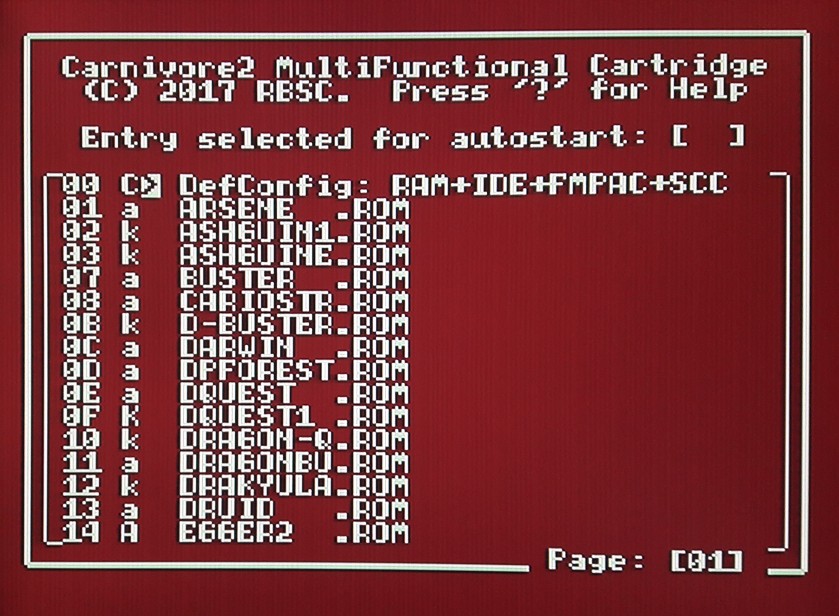 Carnivore2 MultiFunctional Cartridge
(C) 2017 RBSC. Press '?' for Help
Entry selected for autostart: [ ]
00 C> DefConfig: RAM+IDE+FMPAC+SCC
01 a ARSENE .ROM
02 k ASHGUIN1.ROM
03 k ASHGUINE.ROM
07 a BUSTER .ROM
08 a CARIOSTR.ROM
0B k D-BUSTER.ROM
0C a DARWIN .ROM
0D a DPFOREST.ROM
0E a DQUEST .ROM
0F K DQUEST1 .ROM
10 k DRAGON-Q.ROM
11 a DRAGONBU.ROM
12 k DRAKYULA.ROM
13 a DRUID .ROM
14 A EGGER2 .ROM
Page: [01]